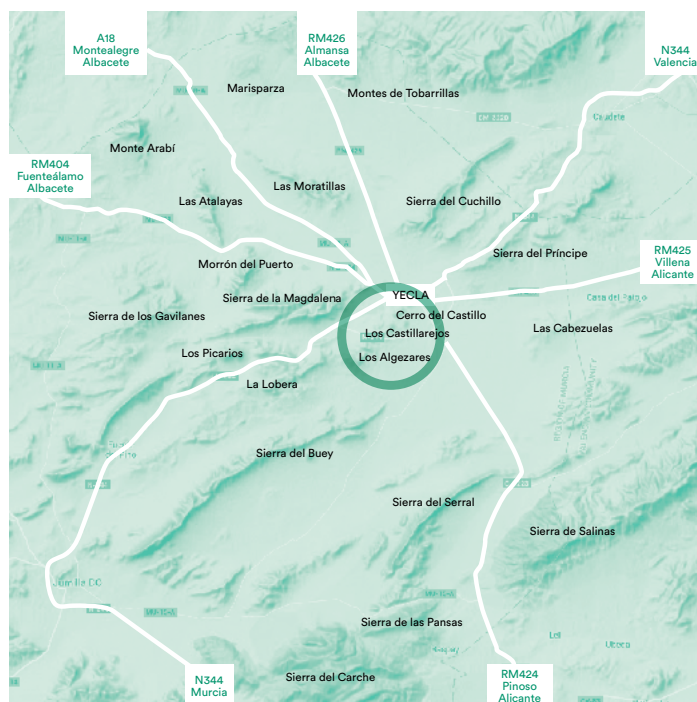 A18
Montealegre
Albacete
RM426
Almansa
Albacete
N344
Valencia
Marisparza
Montes de Tobarrillas
Caudete
Monte Arabí
RM404
Fuenteálamo
Albacete
Las Moratillas
Las Atalayas
Sierra del Cuchillo
RM425
Villena
Alicante
Sierra del Príncipe
Morrón del Puerto
YECLA
Sierra de la Magdalena
Cerro del Castillo
Sierra de los Gavilanes
Las Cabezuelas
Los Castillarejos
Los Picarios
Los Algezares
La Lobera
Sierra del Buey
Sierra del Serral
Sierra de Salinas
Sierra de las Pansas
Sierra del Carche
N344
Murcia
RM424
Pinoso
Alicante